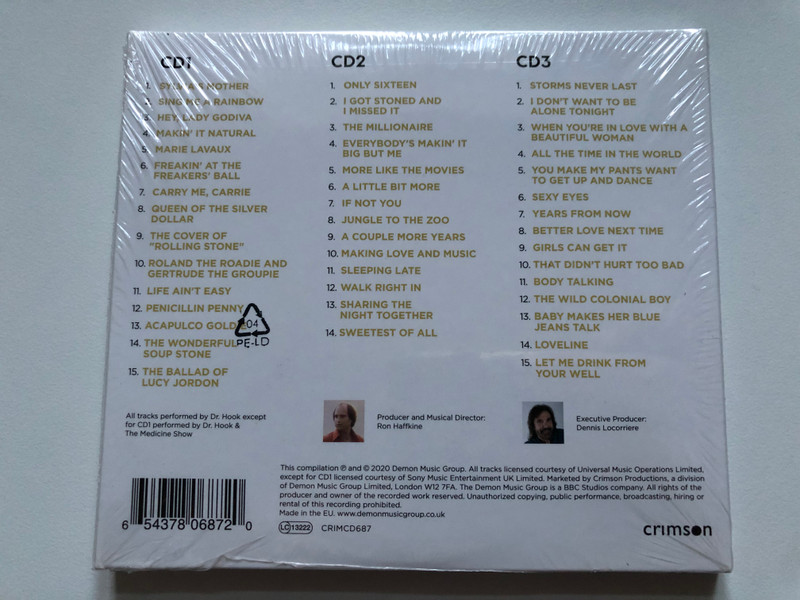 CD1
1. SYLVIA'S MOTHER
2. SING ME A RAINBOW
3. HEY, LADY GODIVA
4. MAKIN' IT NATURAL
5. MARIE LAVAUX
6. FREAKIN' AT THE
FREAKERS' BALL
7. CARRY ME, CARRIE
8. QUEEN OF THE SILVER
DOLLAR
9. THE COVER OF
"ROLLING STONE"
10. ROLAND THE ROADIE AND
GERTRUDE THE GROUPIE
11. LIFE AIN'T EASY
12. PENICILLIN PENNY
13. ACAPULCO GOLDIE
14. THE WONDERFUL
SOUP STONE
15. THE BALLAD OF
LUCY JORDON
04
PE-LD
CD2
1. ONLY SIXTEEN
2. I GOT STONED AND
I MISSED IT
3. THE MILLIONAIRE
4. EVERYBODY'S MAKIN' IT
BIG BUT ME
5. MORE LIKE THE MOVIES
6. A LITTLE BIT MORE
7. IF NOT YOU
8. JUNGLE TO THE ZOO
9. A COUPLE MORE YEARS
10. MAKING LOVE AND MUSIC
11. SLEEPING LATE
12. WALK RIGHT IN
13. SHARING THE
NIGHT TOGETHER
14. SWEETEST OF ALL
CD3
1. STORMS NEVER LAST
2. I DON'T WANT TO BE
ALONE TONIGHT
3. WHEN YOU'RE IN LOVE WITH A
BEAUTIFUL WOMAN
4. ALL THE TIME IN THE WORLD
5. YOU MAKE MY PANTS WANT
TO GET UP AND DANCE
6. SEXY EYES
7. YEARS FROM NOW
8. BETTER LOVE NEXT TIME
9. GIRLS CAN GET IT
10. THAT DIDN'T HURT TOO BAD
11. BODY TALKING
12. THE WILD COLONIAL BOY
13. BABY MAKES HER BLUE
JEANS TALK
14. LOVELINE
15. LET ME DRINK FROM
YOUR WELL
All tracks performed by Dr. Hook except
for CD1 performed by Dr. Hook &
The Medicine Show
Producer and Musical Director:
Ron Haffkine
Executive Producer:
Dennis Locorriere
This compilation ℗ and © 2020 Demon Music Group. All tracks licensed courtesy of Universal Music Operations Limited,
except for CD1 licensed courtesy of Sony Music Entertainment UK Limited. Marketed by Crimson Productions, a division
of Demon Music Group Limited, London W12 7FA. The Demon Music Group is a BBC Studios company. All rights of the
producer and owner of the recorded work reserved. Unauthorized copying, public performance, broadcasting, hiring or
rental of this recording prohibited.
Made in the EU. www.demonmusicgroup.co.uk
LC 13222 CRIMCD687
6 54378 06872 0
crimson